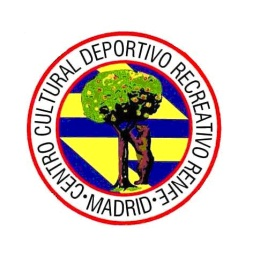 CENTRO CULTURAL DEPORTIVO RECREATIVO RENFE
·MADRID·